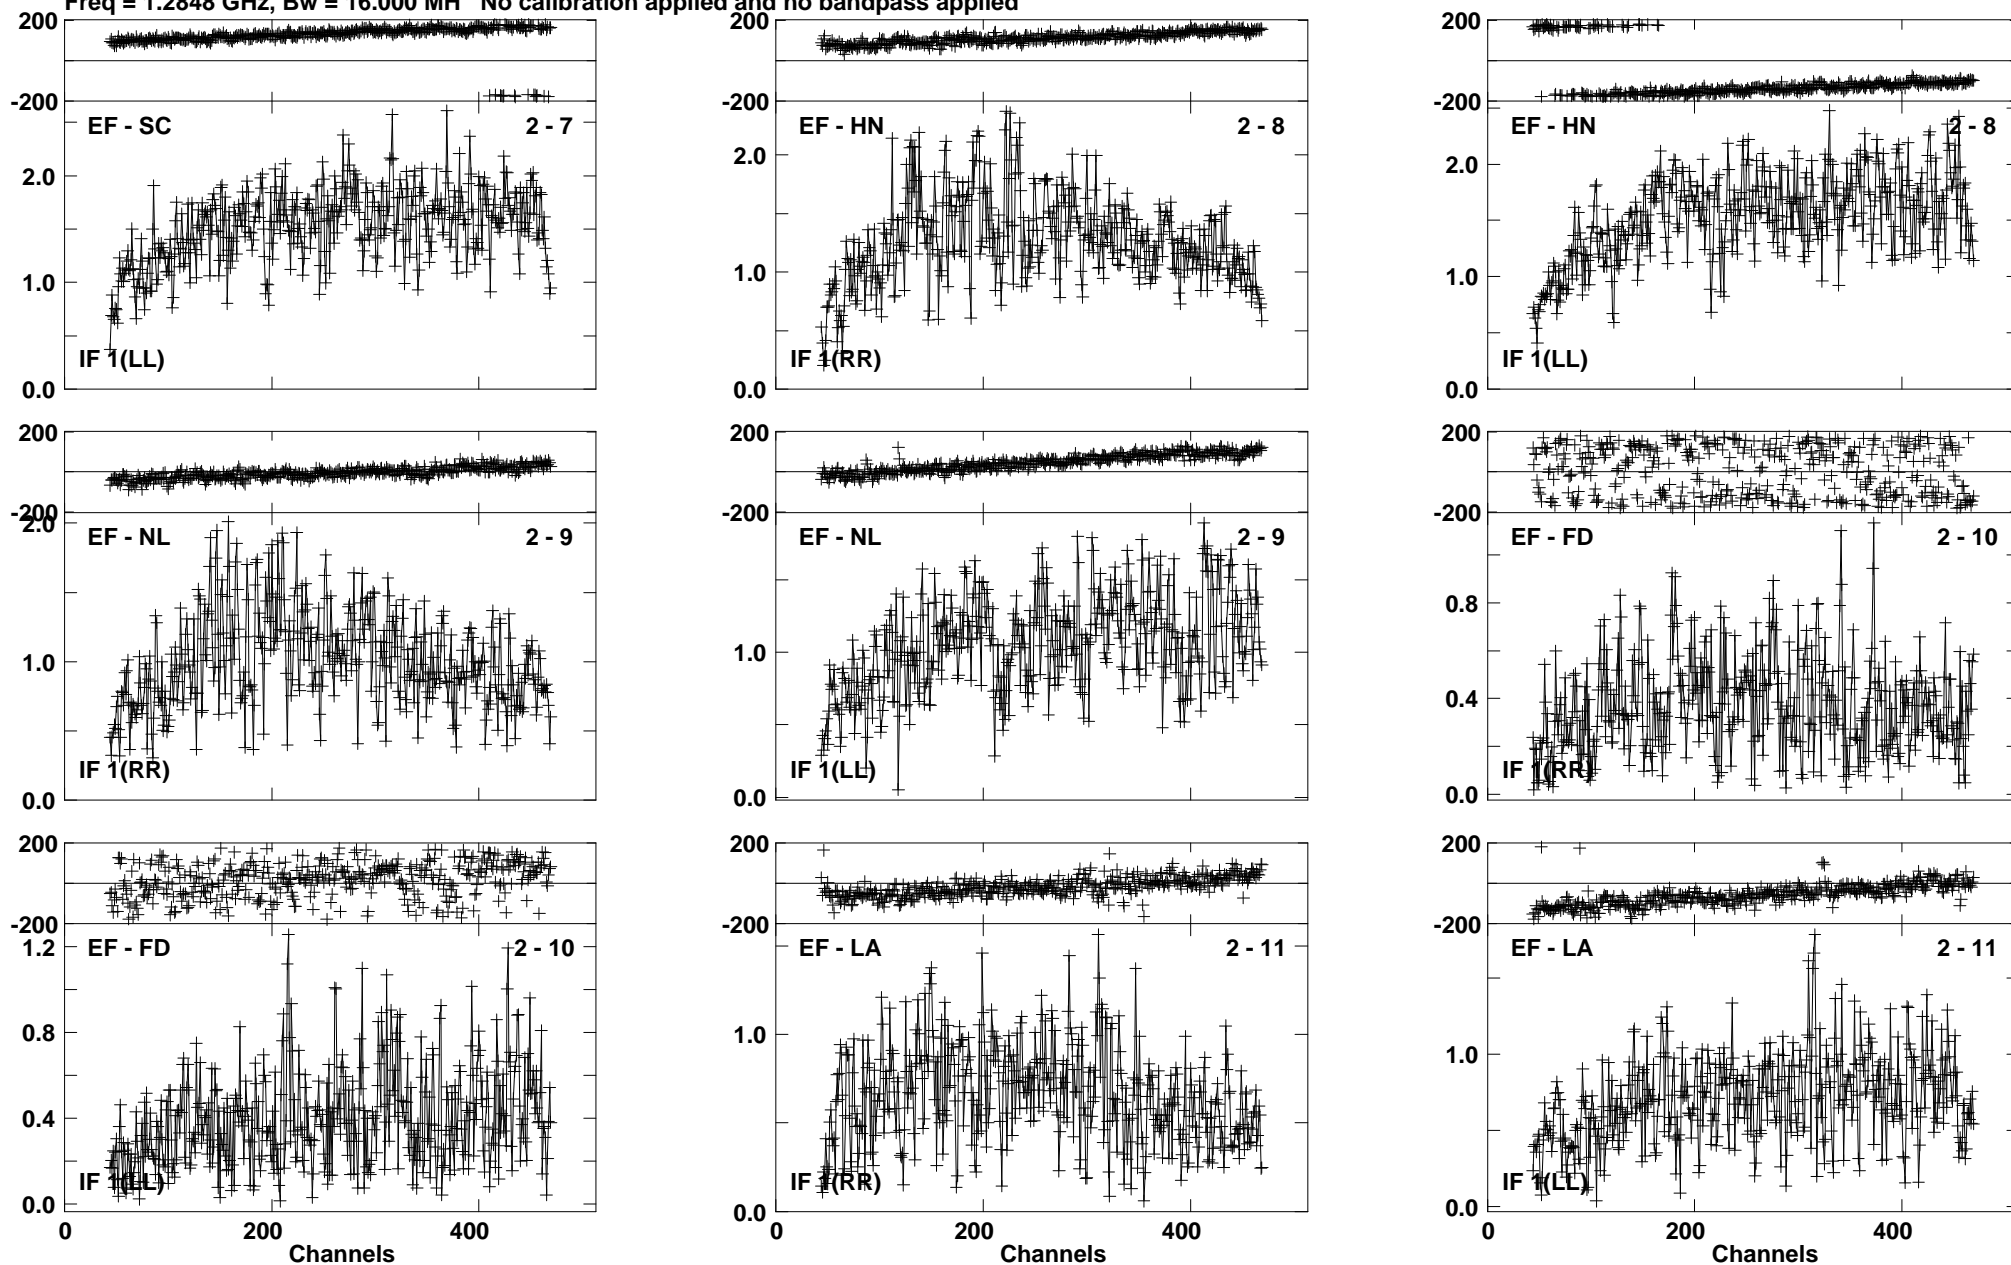 Freq = 1.2848 GHz, Bw = 16.000 MH No calibration applied and no bandpass applied
200 200 200
-200 -200 -200
EF - SC 2 - 7 EF - HN 2 - 8 EF - HN 2 - 8
2.0 2.0 2.0
1.0 1.0 1.0
IF 1(LL) IF 1(RR) IF 1(LL)
0.0 0.0 0.0
200 200 200
-200 -200 -200
2.0
EF - NL 2 - 9 EF - NL 2 - 9 EF - FD 2 - 10
0.8
1.0 1.0
0.4
IF 1(RR) IF 1(LL) IF 1(RR)
0.0 0.0 0.0
200 200 200
-200 -200 -200
1.2 EF - FD 2 - 10 EF - LA 2 - 11 EF - LA 2 - 11
0.8 1.0 1.0
0.4
IF 1(LL) IF 1(RR) IF 1(LL)
0.0 0.0 0.0
0 200 400 0 200 400 0 200 400
Channels Channels Channels